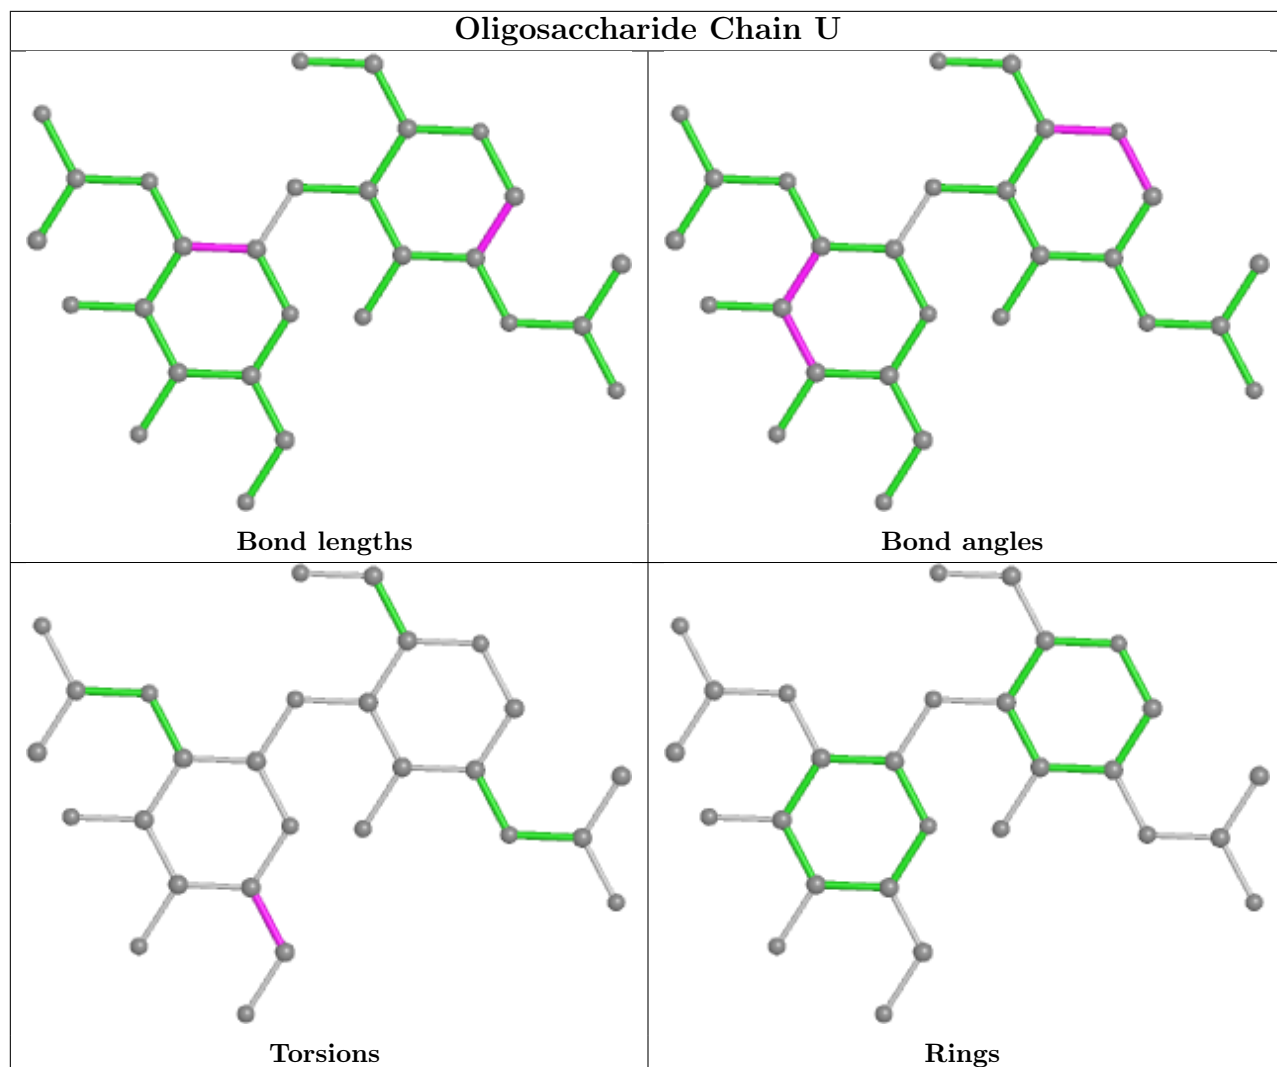 Oligosaccharide Chain U
Bond lengths
Bond angles
Torsions
Rings